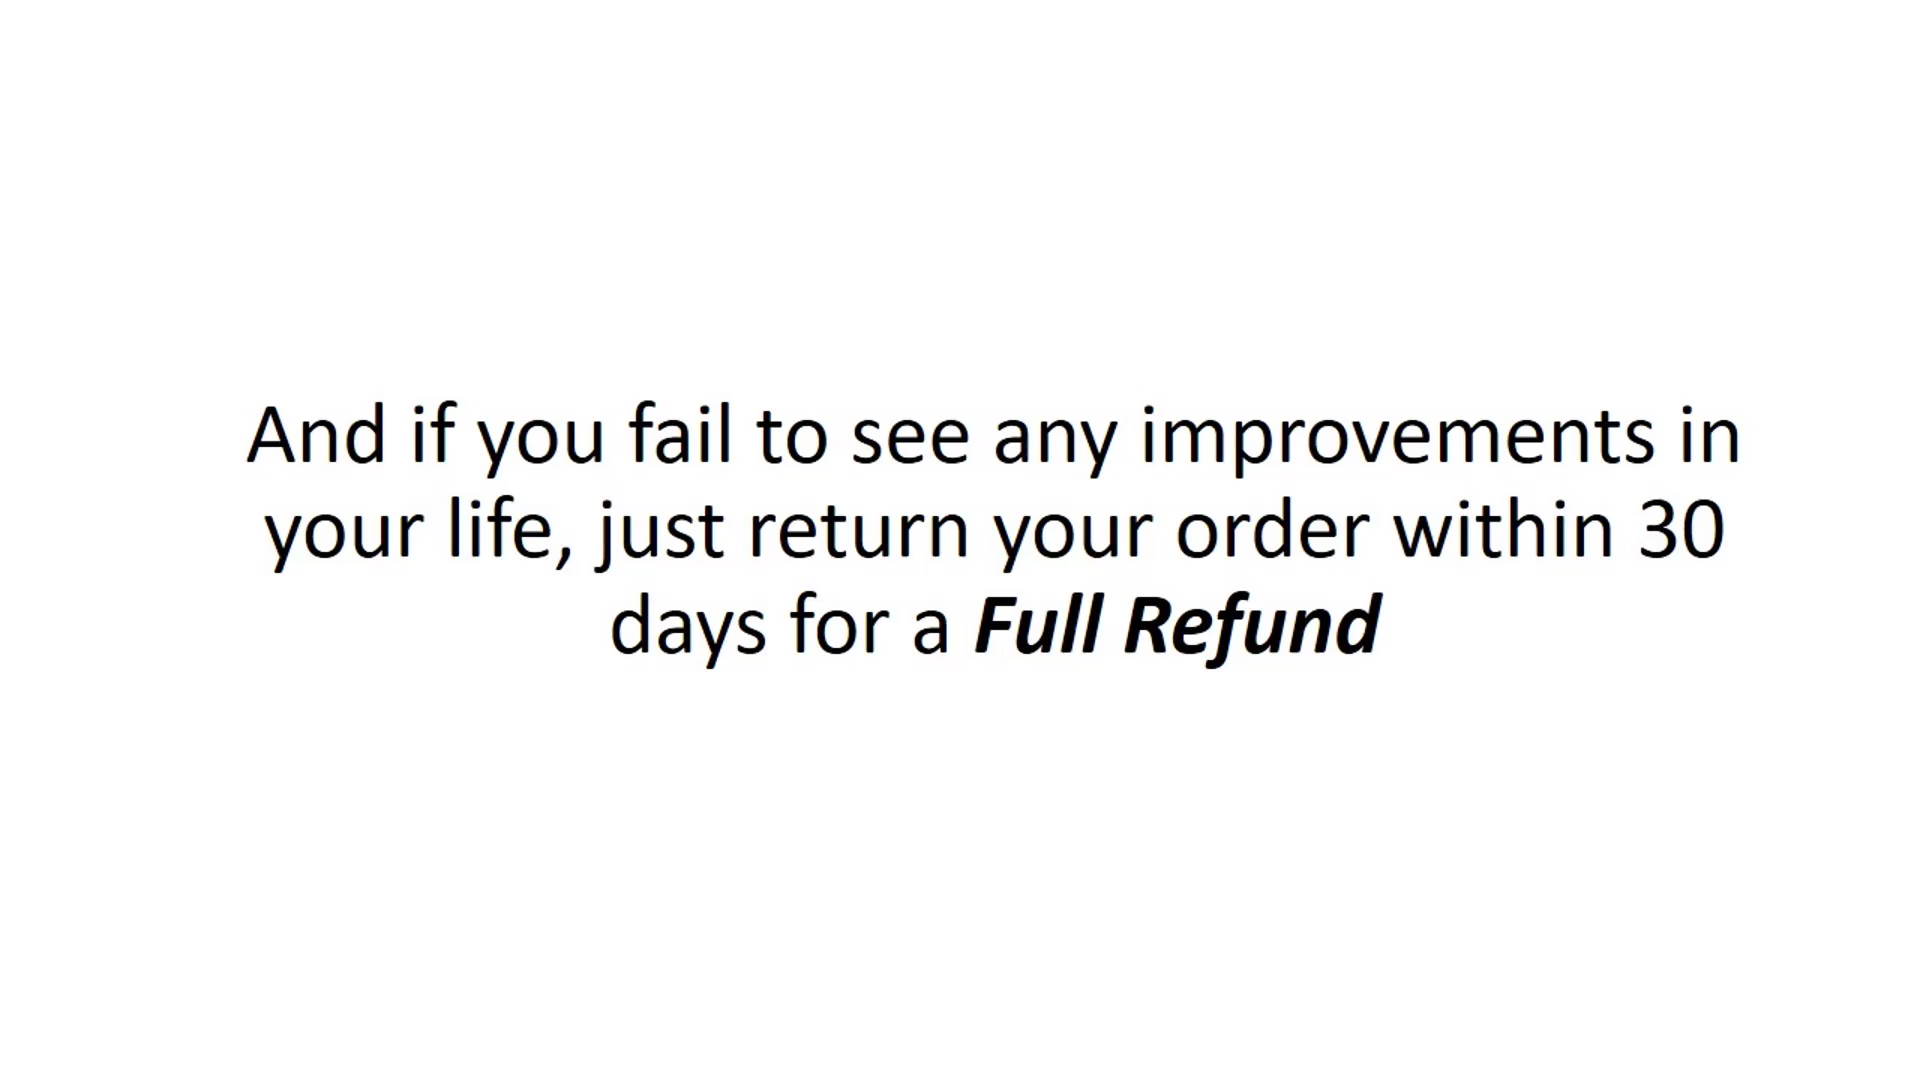 And if you fail to see any improvements in
your life, just return your order within 30
days for a Full Refund